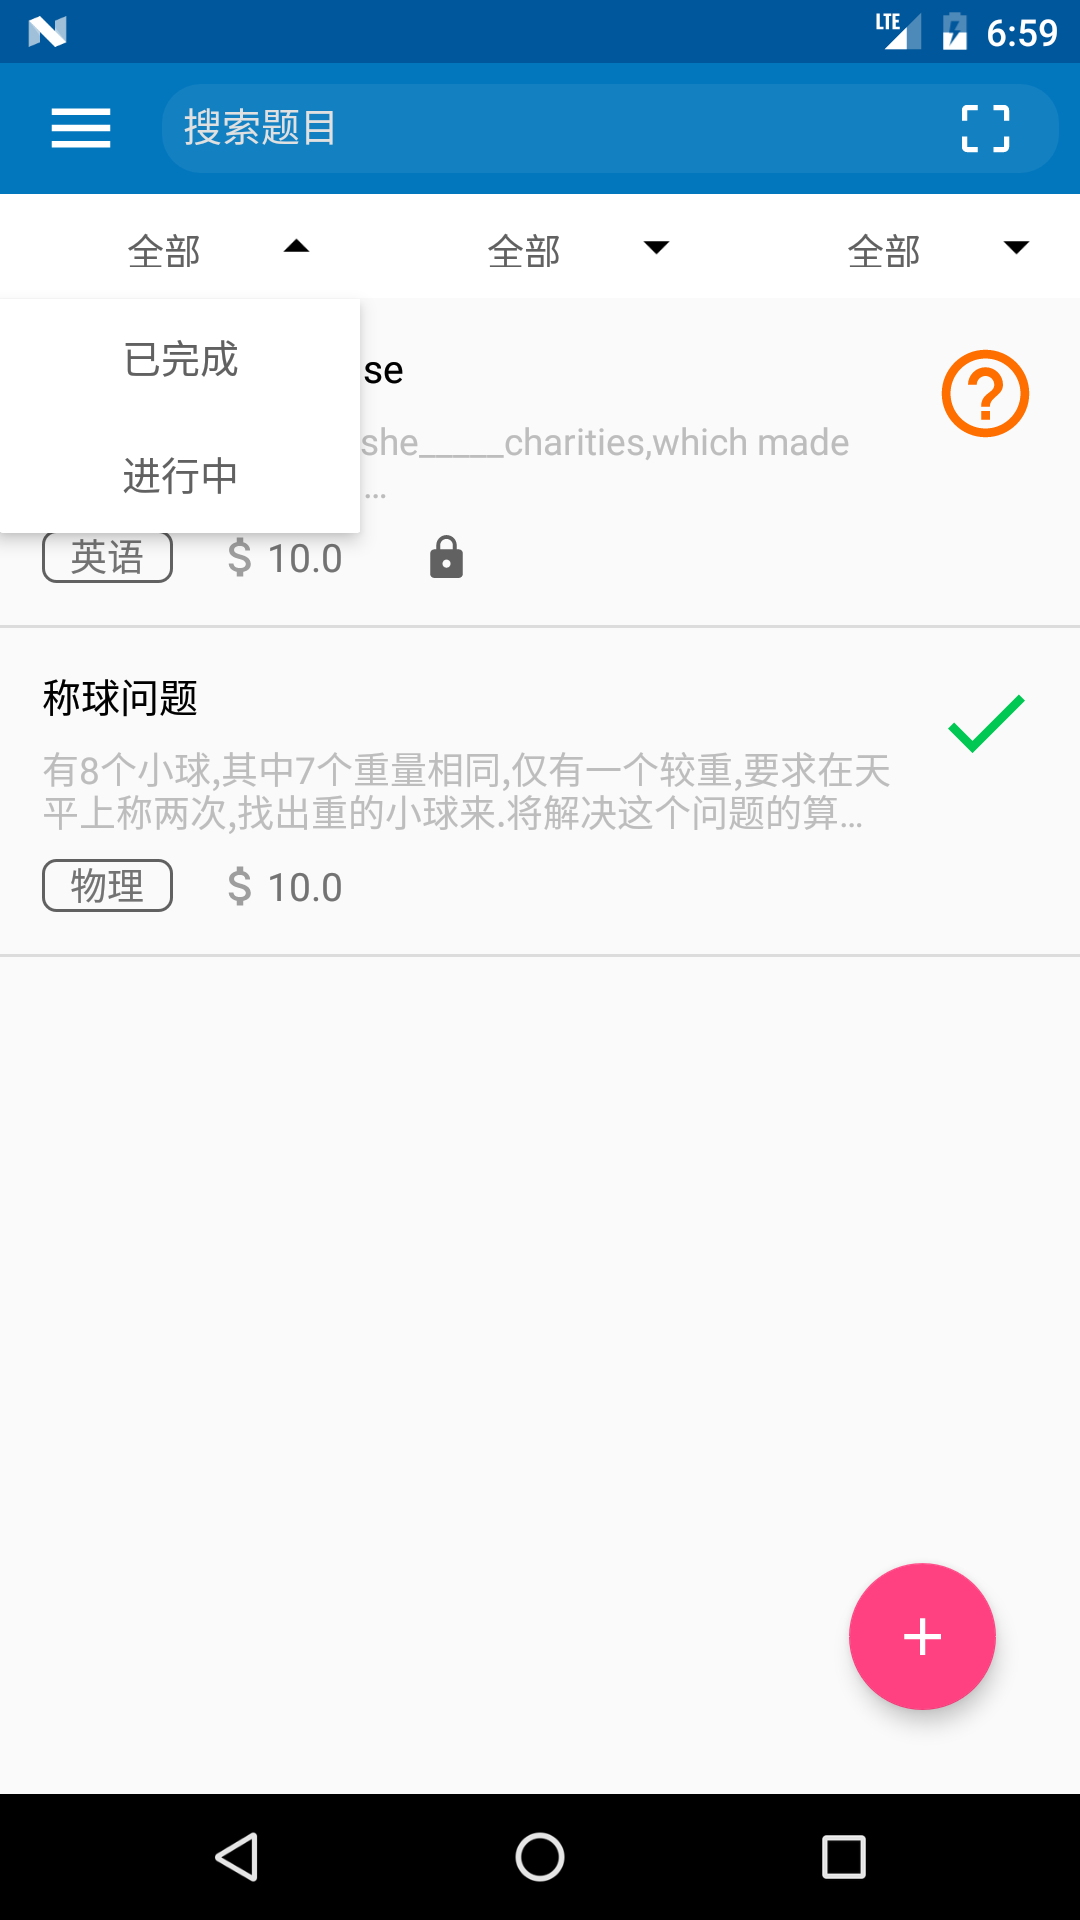 LTE 6:59
搜索题目
全部 全部 全部
已完成
进行中
se
she_____charities,which made
...
英语 $ 10.0
称球问题
有8个小球,其中7个重量相同,仅有一个较重,要求在天
平上称两次,找出重的小球来.将解决这个问题的算...
物理 $ 10.0